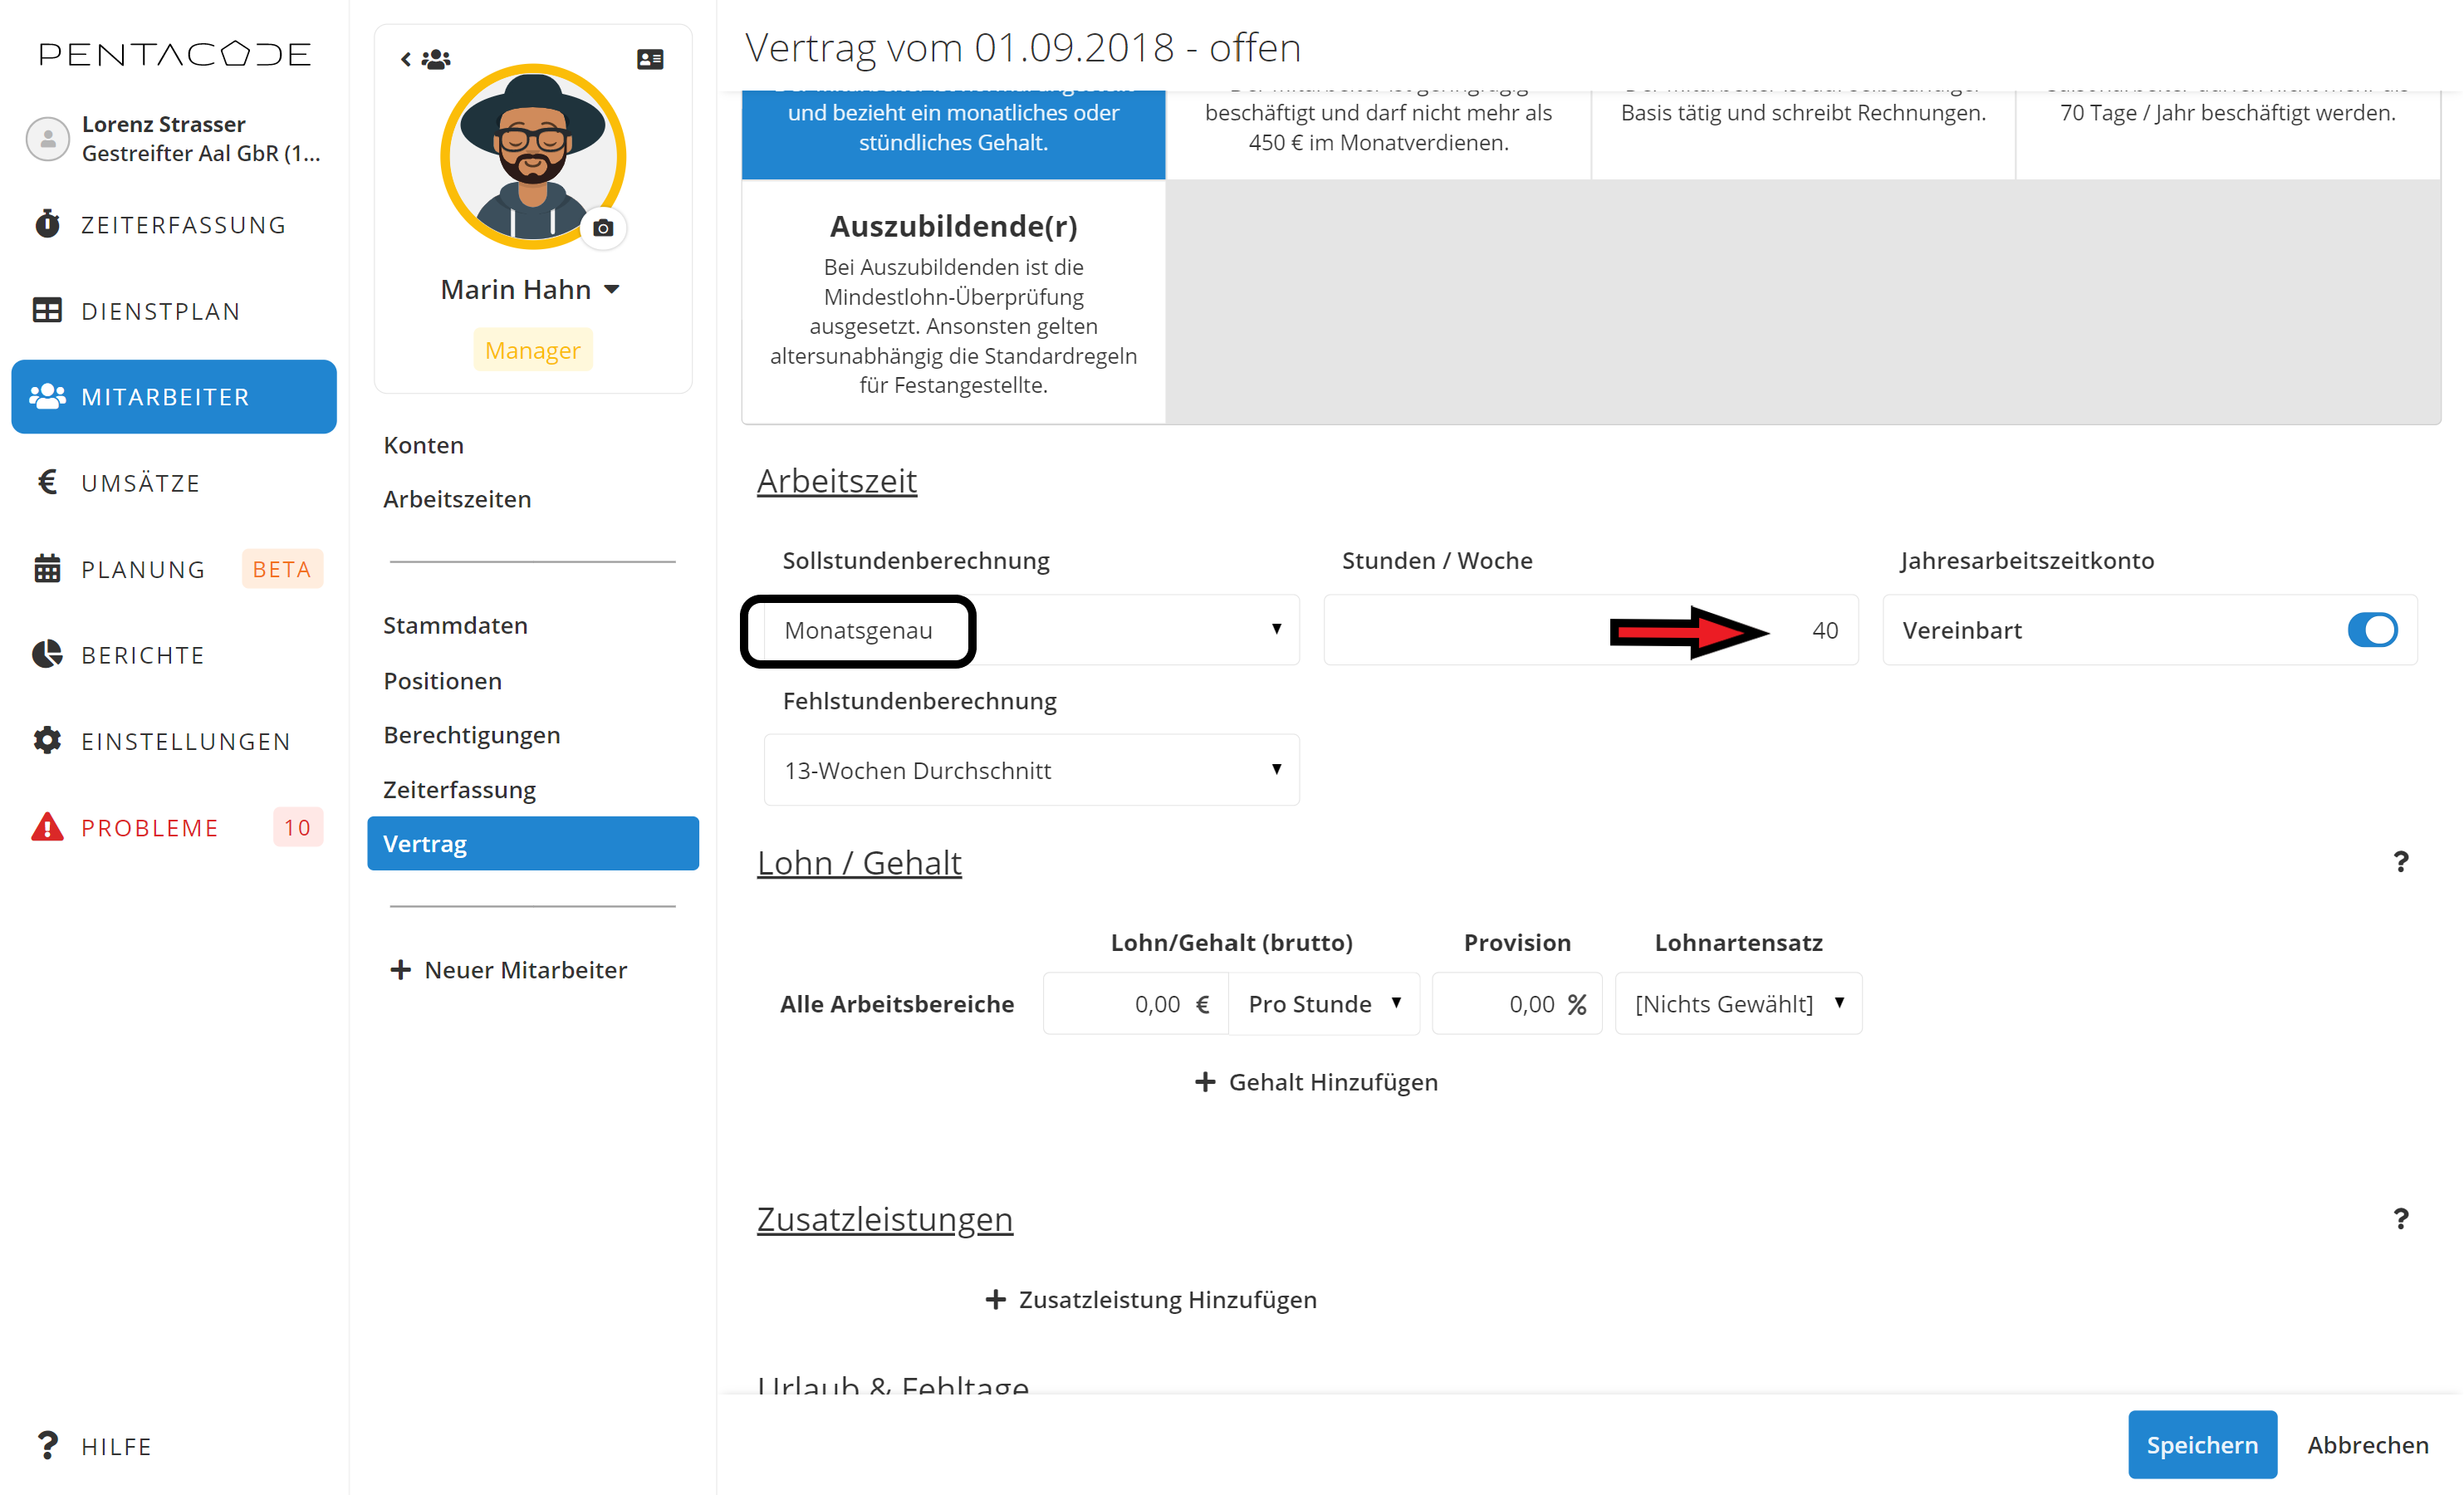 PENTACODE
Lorenz Strasser
Gestreifter Aal GbR (1...
ZEITERFASSUNG
DIENSTPLAN
MITARBEITER
UMSÄTZE
PLANUNG BETA
BERICHTE
EINSTELLUNGEN
PROBLEME 10
HILFE
Marin Hahn
Manager
Konten
Arbeitszeiten
Stammdaten
Positionen
Berechtigungen
Zeiterfassung
Vertrag
Neuer Mitarbeiter
Vertrag vom 01.09.2018 - offen
und bezieht ein monatliches oder
stündliches Gehalt.
beschäftigt und darf nicht mehr als
450 € im Monatverdienen.
Basis tätig und schreibt Rechnungen.
70 Tage / Jahr beschäftigt werden.
Auszubildende(r)
Bei Auszubildenden ist die
Mindestlohn-Überprüfung
ausgesetzt. Ansonsten gelten
altersunabhängig die Standardregeln
für Festangestellte.
Arbeitszeit
Sollstundenberechnung Stunden / Woche Jahresarbeitszeitkonto
Monatsgenau 40 Vereinbart
Fehlstundenberechnung
13-Wochen Durchschnitt
Lohn / Gehalt ?
Lohn/Gehalt (brutto) Provision Lohnartensatz
Alle Arbeitsbereiche 0,00 € Pro Stunde 0,00 % [Nichts Gewählt]
Gehalt Hinzufügen
Zusatzleistungen ?
Zusatzleistung Hinzufügen
Urlaub & Fehltage
Speichern Abbrechen